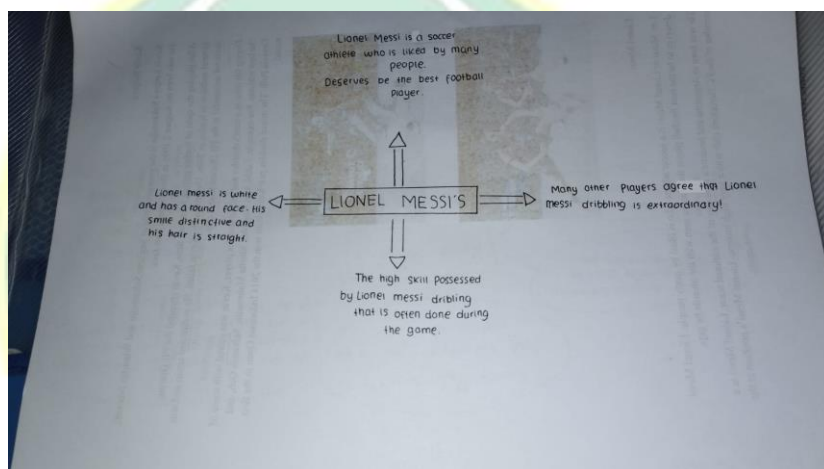 Lionel Messi is a soccer
athlete who is liked by many
people.
Deserves be the best football
Player.
Lionel messi is white
and has a round face. His
smile distinctive and
his hair is straight.
LIONEL MESSI'S
Many other Players agree that Lionel
messi dribbling is extraordinary!
The high skill possessed
by Lionel messi dribling
that is often done during
the game.